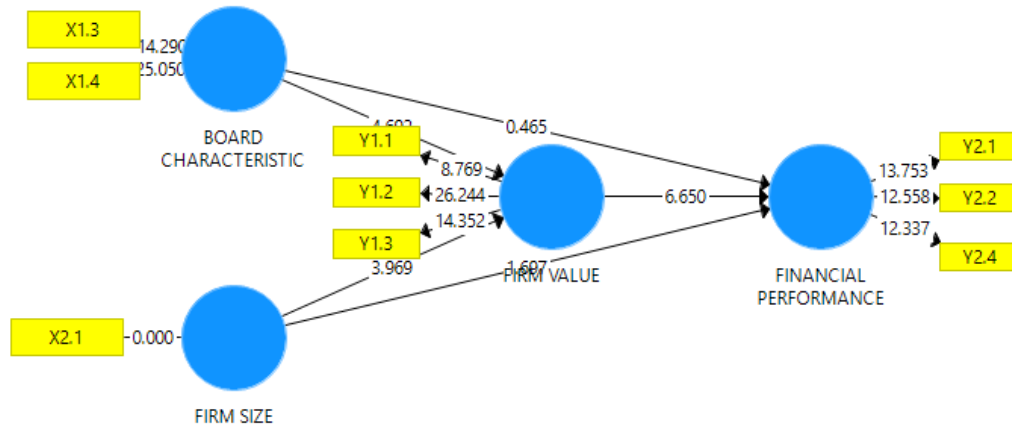 X1.3
14.290
X1.4
25.050
BOARD
CHARACTERISTIC
0.465
Y1.1
8.769
Y1.2
26.244
Y1.3
14.352
3.969
6.650
FIRM VALUE
Y2.1
13.753
Y2.2
12.558
Y2.4
12.337
FINANCIAL
PERFORMANCE
X2.1
0.000
FIRM SIZE